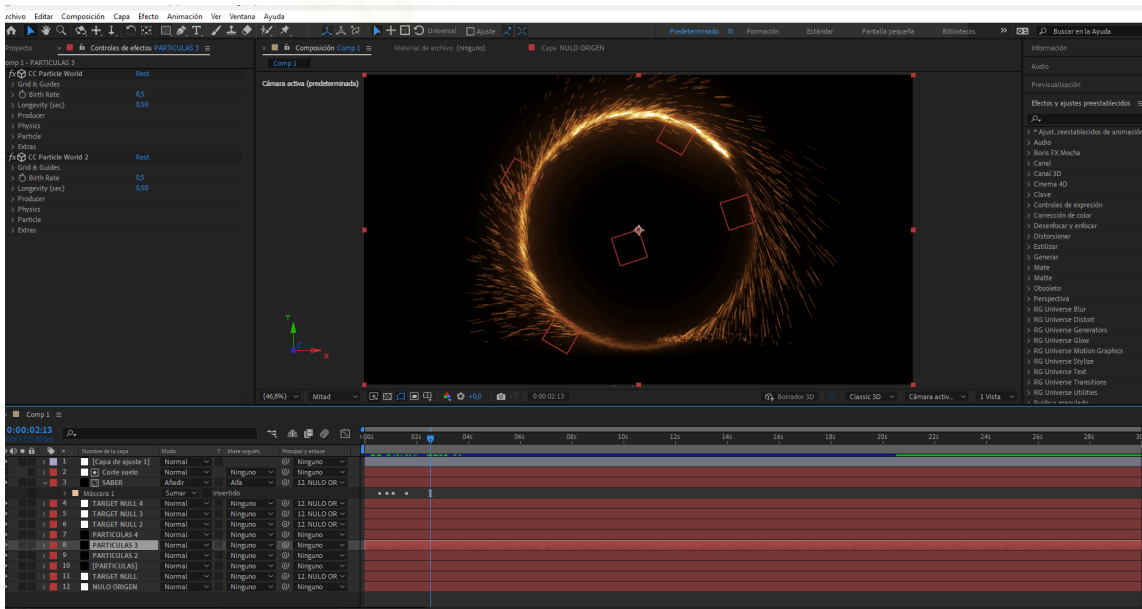 rchivo Editar Composición Capa Efecto Animación Ver Ventana Ayuda
Universal Ajuste Predeterminado Formación Estándar Pantalla pequeña Bibliotecas Buscar en la Ayuda
Proyecto Controles de efectos PARTICULAS 3 Composición Comp 1 Material de archivo (ninguno) Capa NULO ORIGEN Información
omp 1 - PARTICULAS 3 Comp 1 Audio
fx CC Particle World Rest. Cámara activa (predeterminada) Previsualización
Grid & Guides
Birth Rate 0,5
Longevity (sec) 0,50
Producer
Physics
Particle
Extras
fx CC Particle World 2 Rest.
Grid & Guides
Birth Rate 0,5
Longevity (sec) 0,50
Producer
Physics
Particle
Extras
Efectos y ajustes preestablecidos
* Ajust...reestablecidos de animación
Audio
Boris FX Mocha
Canal
Canal 3D
Cinema 4D
Clave
Controles de expresión
Corrección de color
Desenfocar y enfocar
Distorsionar
Estilizar
Generar
Mate
Matte
Obsoleto
Perspectiva
RG Universe Blur
RG Universe Distort
RG Universe Generators
RG Universe Glow
RG Universe Motion Graphics
RG Universe Stylize
RG Universe Text
RG Universe Transitions
RG Universe Utilities
Ruido y granulado
Y
Z
X
(46,8%) Mitad +0,0 0:00:02:13 Borrador 3D Classic 3D Cámara activ... 1 Vista
Comp 1
0:00:02:13
:00s 02s 04s 06s 08s 10s 12s 14s 16s 18s 20s 22s 24s 26s 28s 30
# Nombre de la capa Modo T Mate seguim. Principal y enlace
1 [Capa de ajuste 1] Normal Ninguno
2 Corte suelo Normal Ninguno Ninguno
3 SABER Añadir Alfa 12. NULO OR
Máscara 1 Sumar Invertido
4 TARGET NULL 4 Normal Ninguno 12. NULO OR
5 TARGET NULL 3 Normal Ninguno 12. NULO OR
6 TARGET NULL 2 Normal Ninguno 12. NULO OR
7 PARTICULAS 4 Normal Ninguno Ninguno
8 PARTICULAS 3 Normal Ninguno Ninguno
9 PARTICULAS 2 Normal Ninguno Ninguno
10 [PARTICULAS] Normal Ninguno Ninguno
11 TARGET NULL Normal Ninguno 12. NULO OR
12 NULO ORIGEN Normal Ninguno Ninguno